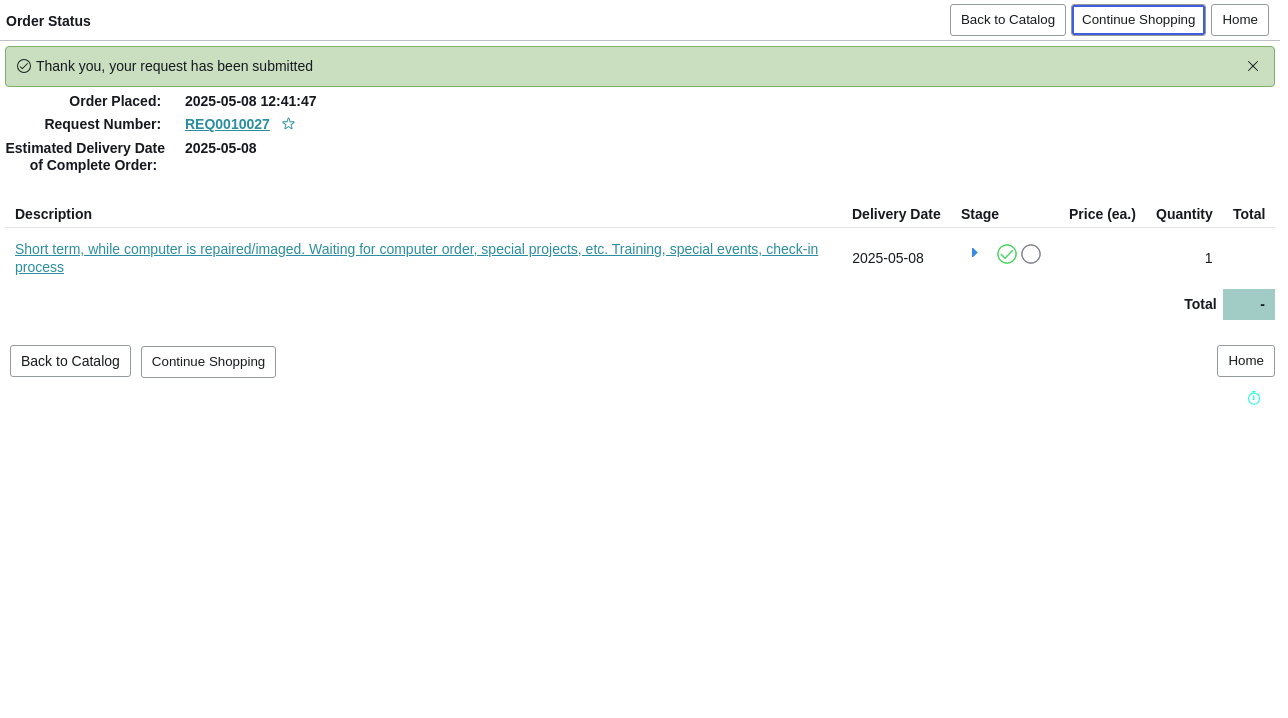 Order Status
Back to Catalog
Continue Shopping
Home
Thank you, your request has been submitted
Order Placed: 2025-05-08 12:41:47
Request Number: REQ0010027
Estimated Delivery Date 2025-05-08
of Complete Order:
Description Delivery Date Stage Price (ea.) Quantity Total
Short term, while computer is repaired/imaged. Waiting for computer order, special projects, etc. Training, special events, check-in
process
2025-05-08 1
Total -
Back to Catalog
Continue Shopping
Home